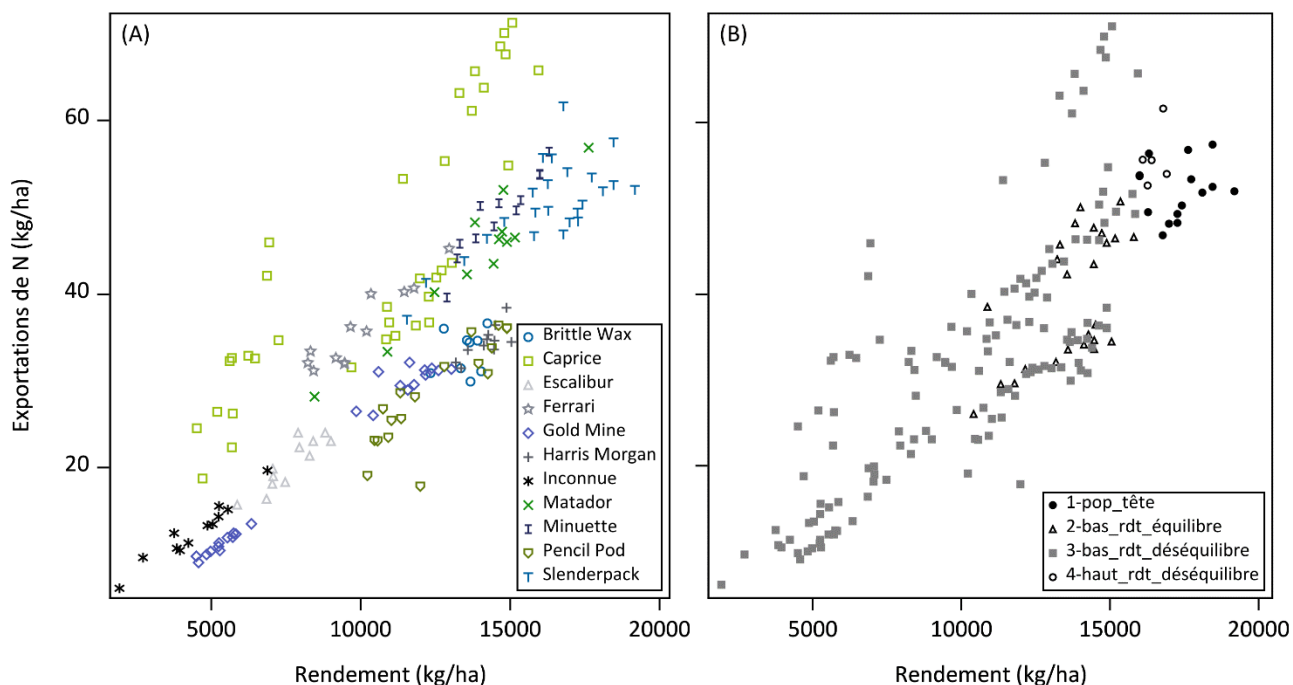 (A)
(B)
Exportations de N (kg/ha)
60
40
20
Brittle Wax
Caprice
Escalibur
Ferrari
Gold Mine
Harris Morgan
Inconnue
Matador
Minuette
Pencil Pod
Slenderpack
1-pop_tête
2-bas_rdt_équilibre
3-bas_rdt_déséquilibre
4-haut_rdt_déséquilibre
5000 10000 15000 20000
5000 10000 15000 20000
Rendement (kg/ha)
Rendement (kg/ha)